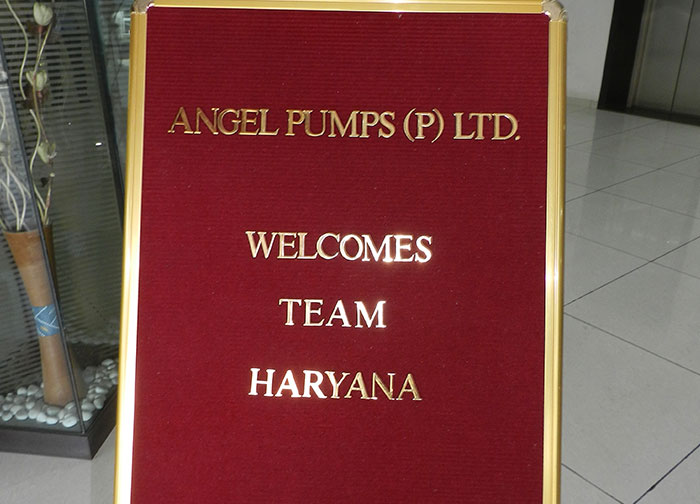 ANGEL PUMPS (P) LTD.
WELCOMES
TEAM
HARYANA